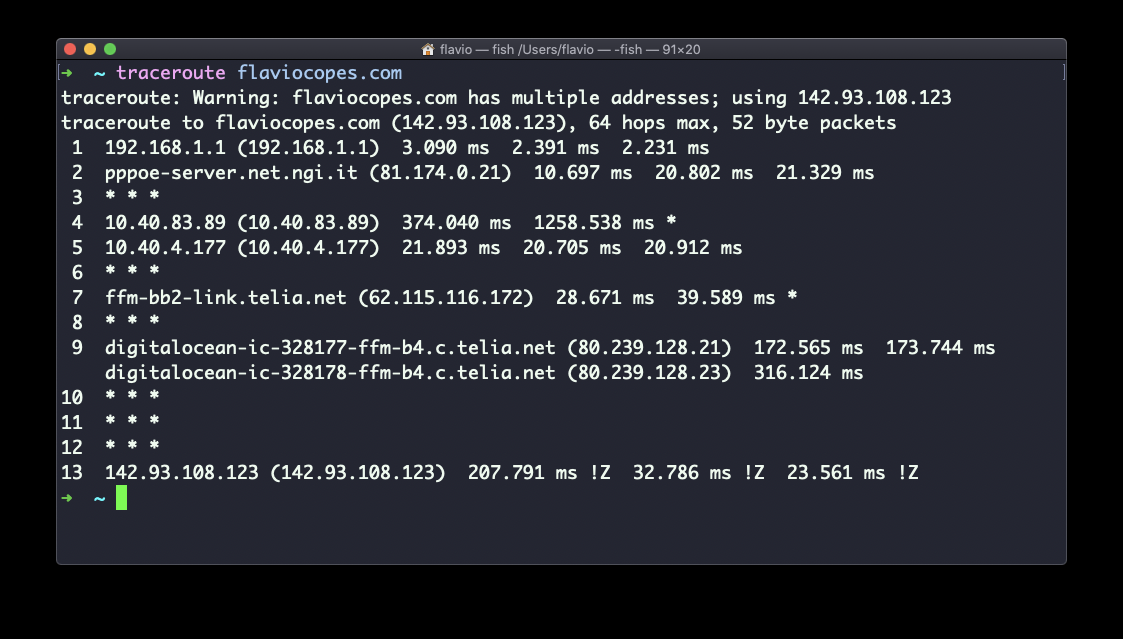 flavio — fish /Users/flavio — -fish — 91×20
➜ ~ traceroute flaviocopes.com
traceroute: Warning: flaviocopes.com has multiple addresses; using 142.93.108.123
traceroute to flaviocopes.com (142.93.108.123), 64 hops max, 52 byte packets
 1  192.168.1.1 (192.168.1.1)  3.090 ms  2.391 ms  2.231 ms
 2  pppoe-server.net.ngi.it (81.174.0.21)  10.697 ms  20.802 ms  21.329 ms
 3  * * *
 4  10.40.83.89 (10.40.83.89)  374.040 ms  1258.538 ms *
 5  10.40.4.177 (10.40.4.177)  21.893 ms  20.705 ms  20.912 ms
 6  * * *
 7  ffm-bb2-link.telia.net (62.115.116.172)  28.671 ms  39.589 ms *
 8  * * *
 9  digitalocean-ic-328177-ffm-b4.c.telia.net (80.239.128.21)  172.565 ms  173.744 ms
    digitalocean-ic-328178-ffm-b4.c.telia.net (80.239.128.23)  316.124 ms
10  * * *
11  * * *
12  * * *
13  142.93.108.123 (142.93.108.123)  207.791 ms !Z  32.786 ms !Z  23.561 ms !Z
➜ ~